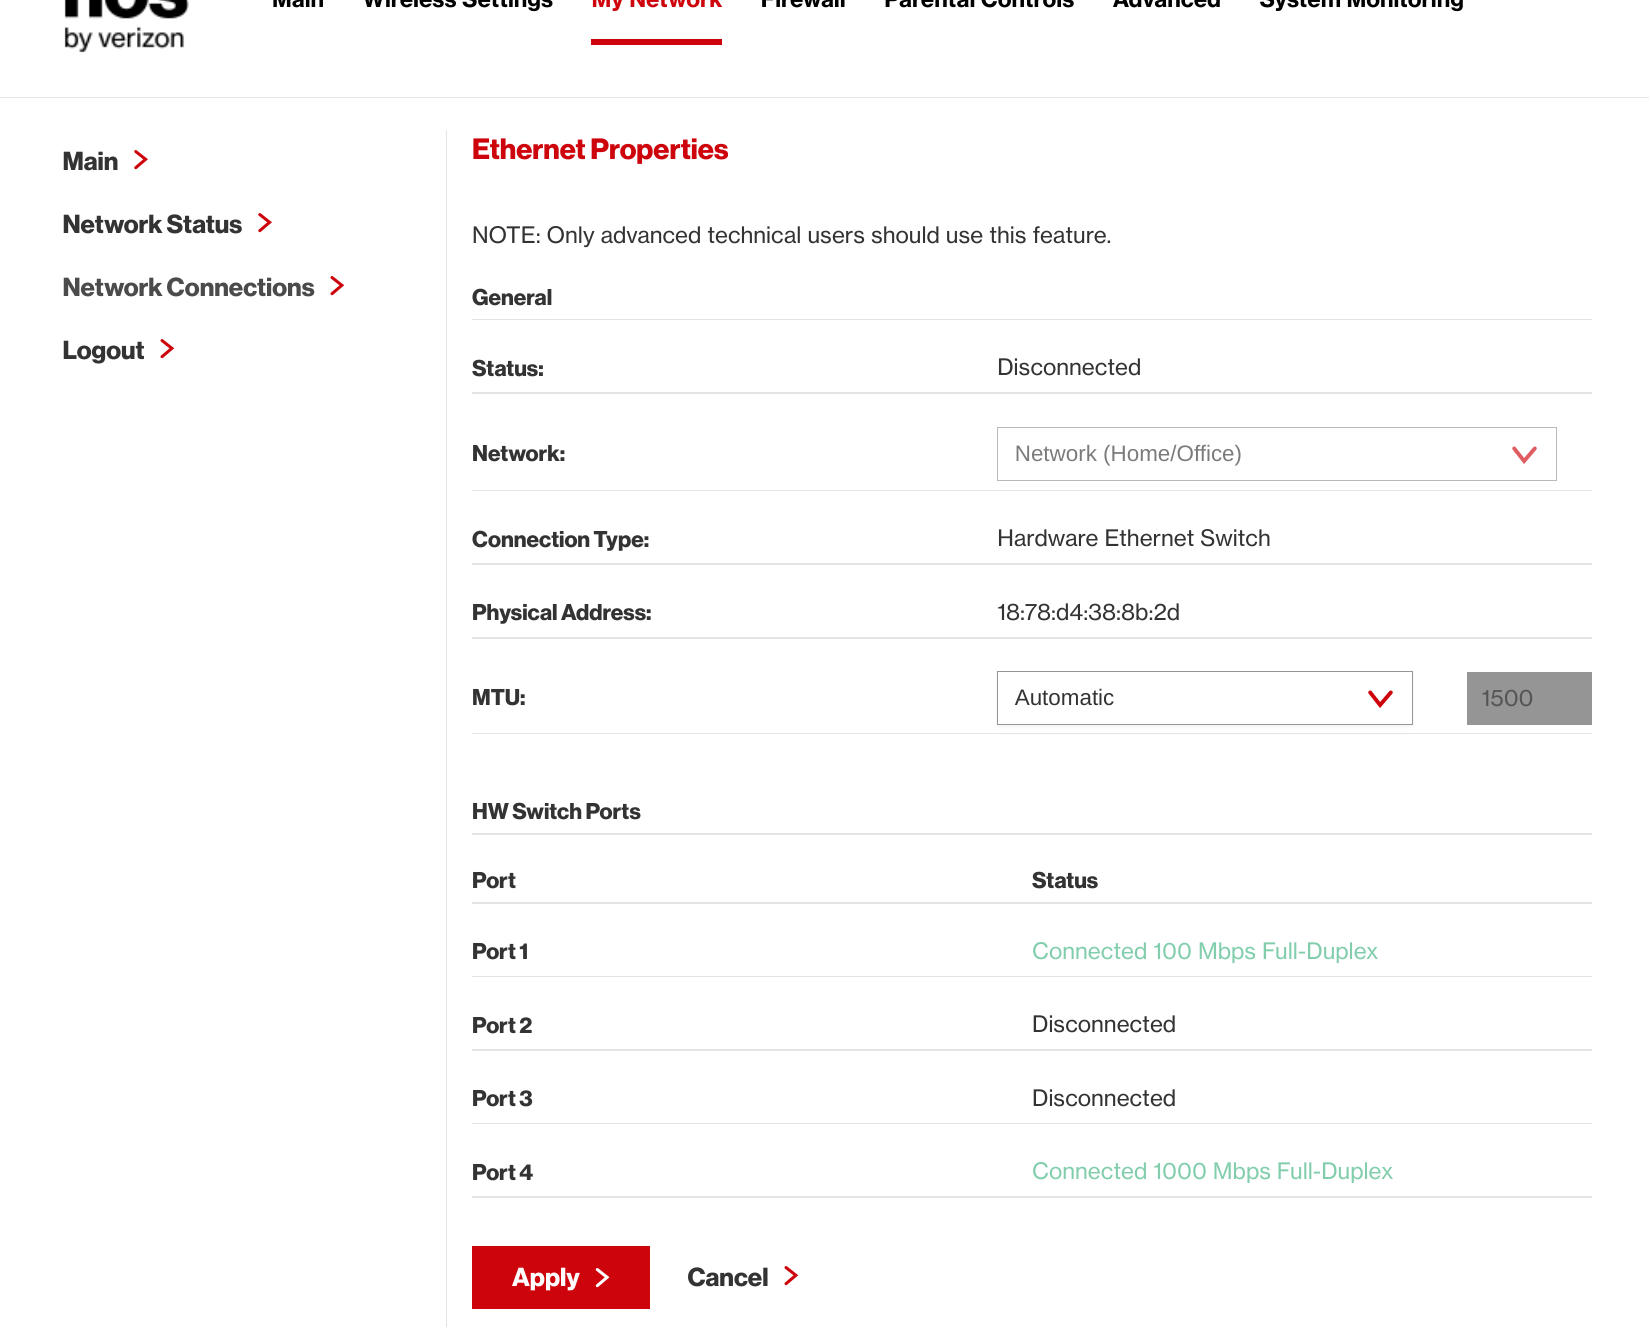 fios
by verizon
Main Wireless Settings My Network Firewall Parental Controls Advanced System Monitoring
Main
Network Status
Network Connections
Logout
Ethernet Properties
NOTE: Only advanced technical users should use this feature.
General
Status: Disconnected
Network: Network (Home/Office)
Connection Type: Hardware Ethernet Switch
Physical Address: 18:78:d4:38:8b:2d
MTU: Automatic 1500
HW Switch Ports
Port Status
Port 1 Connected 100 Mbps Full-Duplex
Port 2 Disconnected
Port 3 Disconnected
Port 4 Connected 1000 Mbps Full-Duplex
Apply Cancel